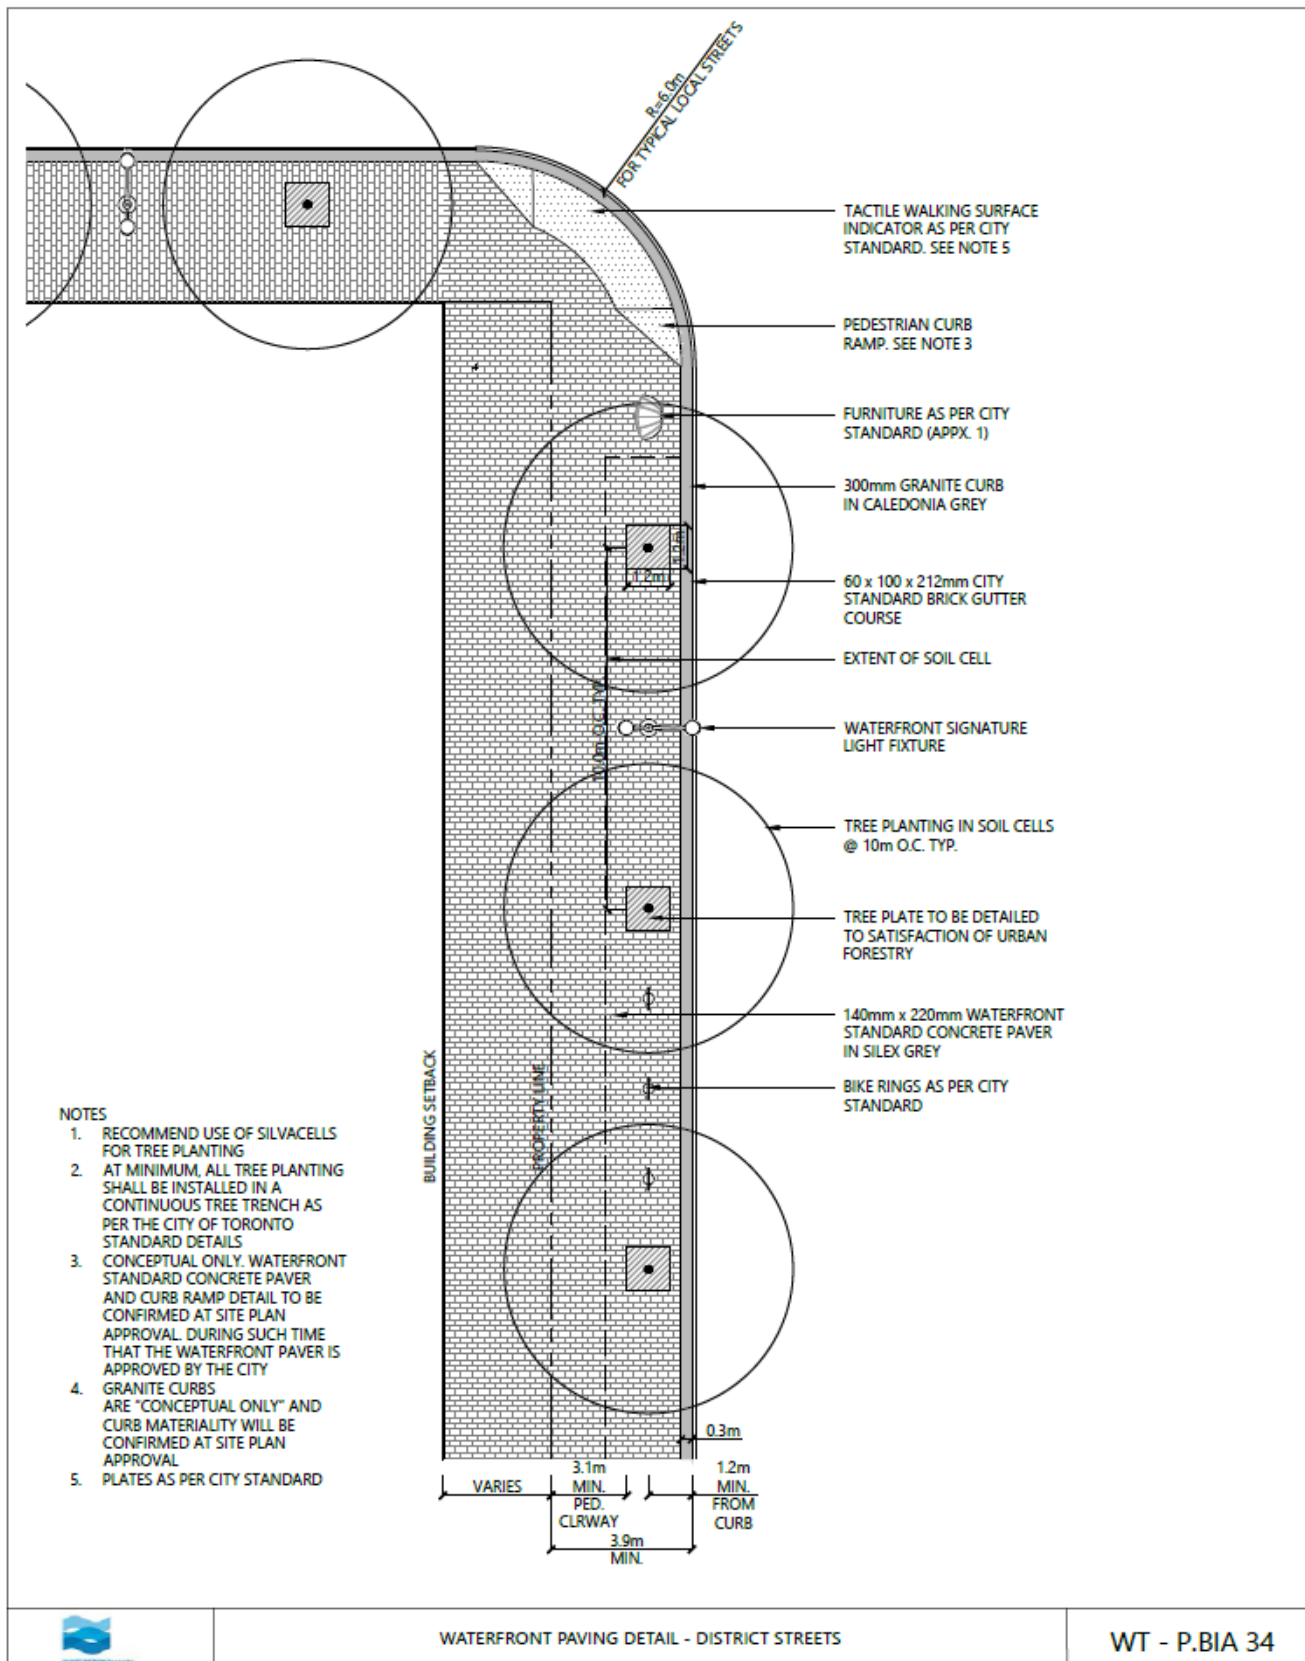 R=6.0m
FOR TYPICAL LOCAL STREETS
TACTILE WALKING SURFACE
INDICATOR AS PER CITY
STANDARD. SEE NOTE 5
PEDESTRIAN CURB
RAMP. SEE NOTE 3
FURNITURE AS PER CITY
STANDARD (APPX. 1)
300mm GRANITE CURB
IN CALEDONIA GREY
1.2m
1.2m
60 x 100 x 212mm CITY
STANDARD BRICK GUTTER
COURSE
EXTENT OF SOIL CELL
10.0m O.C. TYP.
WATERFRONT SIGNATURE
LIGHT FIXTURE
TREE PLANTING IN SOIL CELLS
@ 10m O.C. TYP.
TREE PLATE TO BE DETAILED
TO SATISFACTION OF URBAN
FORESTRY
140mm x 220mm WATERFRONT
STANDARD CONCRETE PAVER
IN SILEX GREY
BIKE RINGS AS PER CITY
STANDARD
BUILDING SETBACK
PROPERTY LINE
NOTES
1. RECOMMEND USE OF SILVACELLS
FOR TREE PLANTING
2. AT MINIMUM, ALL TREE PLANTING
SHALL BE INSTALLED IN A
CONTINUOUS TREE TRENCH AS
PER THE CITY OF TORONTO
STANDARD DETAILS
3. CONCEPTUAL ONLY. WATERFRONT
STANDARD CONCRETE PAVER
AND CURB RAMP DETAIL TO BE
CONFIRMED AT SITE PLAN
APPROVAL. DURING SUCH TIME
THAT THE WATERFRONT PAVER IS
APPROVED BY THE CITY
4. GRANITE CURBS
ARE "CONCEPTUAL ONLY" AND
CURB MATERIALITY WILL BE
CONFIRMED AT SITE PLAN
APPROVAL
5. PLATES AS PER CITY STANDARD
0.3m
VARIES
3.1m
MIN.
PED.
CLRWAY
1.2m
MIN.
FROM
CURB
3.9m
MIN.
WATERFRONT PAVING DETAIL - DISTRICT STREETS
WT - P.BIA 34